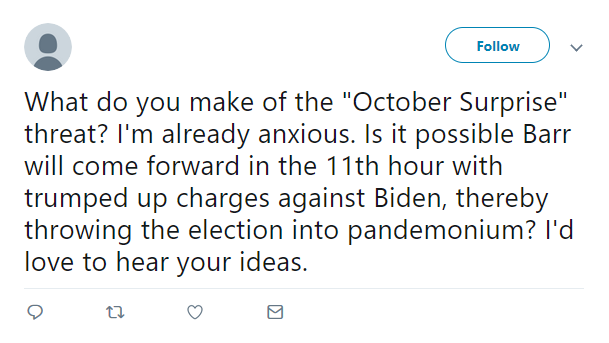 Follow
What do you make of the "October Surprise"
threat? I'm already anxious. Is it possible Barr
will come forward in the 11th hour with
trumped up charges against Biden, thereby
throwing the election into pandemonium? I'd
love to hear your ideas.